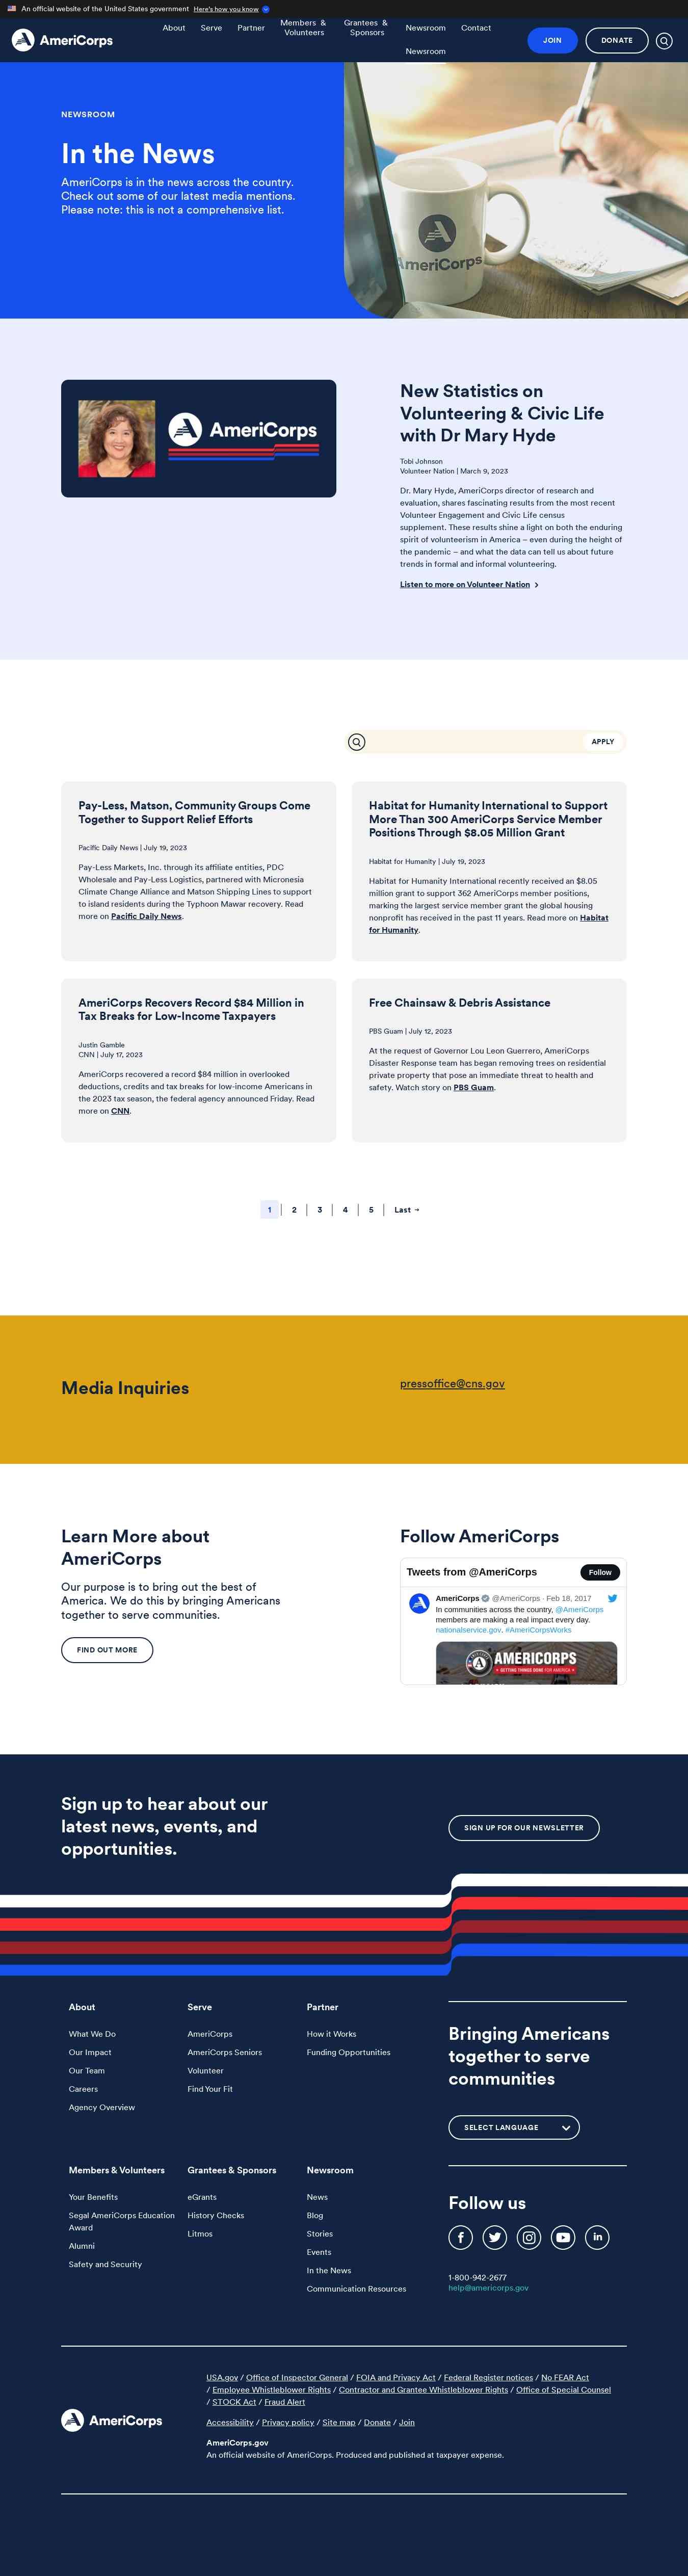 An official website of the United States government Here's how you know
AmeriCorps
About Serve Partner Members & Volunteers Grantees & Sponsors Newsroom Contact
Newsroom
JOIN
DONATE
NEWSROOM
In the News
AmeriCorps is in the news across the country.
Check out some of our latest media mentions.
Please note: this is not a comprehensive list.
AmeriCorps
AmeriCorps
New Statistics on
Volunteering & Civic Life
with Dr Mary Hyde
Tobi Johnson
Volunteer Nation | March 9, 2023
Dr. Mary Hyde, AmeriCorps director of research and
evaluation, shares fascinating results from the most recent
Volunteer Engagement and Civic Life census
supplement. These results shine a light on both the enduring
spirit of volunteerism in America – even during the height of
the pandemic – and what the data can tell us about future
trends in formal and informal volunteering.
Listen to more on Volunteer Nation
APPLY
Pay-Less, Matson, Community Groups Come
Together to Support Relief Efforts
Pacific Daily News | July 19, 2023
Pay-Less Markets, Inc. through its affiliate entities, PDC
Wholesale and Pay-Less Logistics, partnered with Micronesia
Climate Change Alliance and Matson Shipping Lines to support
to island residents during the Typhoon Mawar recovery. Read
more on Pacific Daily News.
Habitat for Humanity International to Support
More Than 300 AmeriCorps Service Member
Positions Through $8.05 Million Grant
Habitat for Humanity | July 19, 2023
Habitat for Humanity International recently received an $8.05
million grant to support 362 AmeriCorps member positions,
marking the largest service member grant the global housing
nonprofit has received in the past 11 years. Read more on Habitat
for Humanity.
AmeriCorps Recovers Record $84 Million in
Tax Breaks for Low-Income Taxpayers
Justin Gamble
CNN | July 17, 2023
AmeriCorps recovered a record $84 million in overlooked
deductions, credits and tax breaks for low-income Americans in
the 2023 tax season, the federal agency announced Friday. Read
more on CNN.
Free Chainsaw & Debris Assistance
PBS Guam | July 12, 2023
At the request of Governor Lou Leon Guerrero, AmeriCorps
Disaster Response team has began removing trees on residential
private property that pose an immediate threat to health and
safety. Watch story on PBS Guam.
1 2 3 4 5 Last →
Media Inquiries
pressoffice@cns.gov
Learn More about
AmeriCorps
Our purpose is to bring out the best of
America. We do this by bringing Americans
together to serve communities.
FIND OUT MORE
Follow AmeriCorps
Tweets from @AmeriCorps
Follow
AmeriCorps @AmeriCorps · Feb 18, 2017
In communities across the country, @AmeriCorps
members are making a real impact every day.
nationalservice.gov. #AmeriCorpsWorks
AMERICORPS
GETTING THINGS DONE FOR AMERICA
Sign up to hear about our
latest news, events, and
opportunities.
SIGN UP FOR OUR NEWSLETTER
About
What We Do
Our Impact
Our Team
Careers
Agency Overview
Serve
AmeriCorps
AmeriCorps Seniors
Volunteer
Find Your Fit
Partner
How it Works
Funding Opportunities
Bringing Americans
together to serve
communities
SELECT LANGUAGE
Members & Volunteers
Your Benefits
Segal AmeriCorps Education
Award
Alumni
Safety and Security
Grantees & Sponsors
eGrants
History Checks
Litmos
Newsroom
News
Blog
Stories
Events
In the News
Communication Resources
Follow us
1-800-942-2677
help@americorps.gov
AmeriCorps
USA.gov / Office of Inspector General / FOIA and Privacy Act / Federal Register notices / No FEAR Act
/ Employee Whistleblower Rights / Contractor and Grantee Whistleblower Rights / Office of Special Counsel
/ STOCK Act / Fraud Alert
Accessibility / Privacy policy / Site map / Donate / Join
AmeriCorps.gov
An official website of AmeriCorps. Produced and published at taxpayer expense.